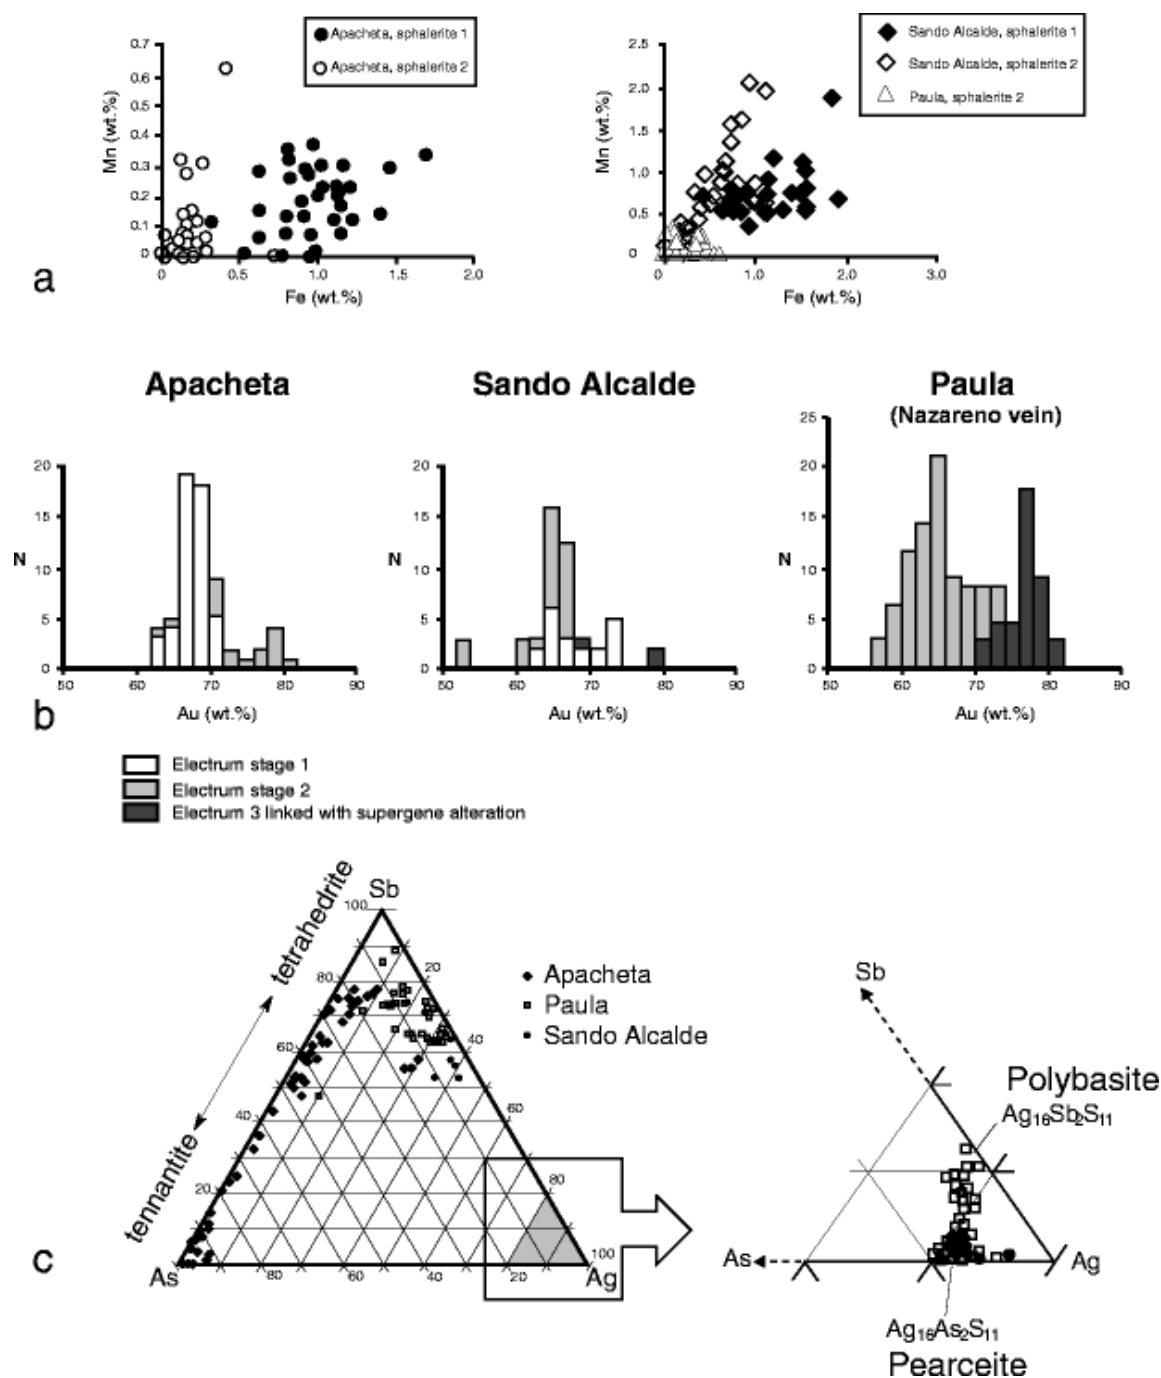 Apacheta, sphalerite 1
Apacheta, sphalerite 2
0.7
0.6
0.5
0.4
0.3
0.2
0.1
0
Mn (wt.%)
0 0.5 1.0 1.5 2.0
Fe (wt.%)
Sando Alcalde, sphalerite 1
Sando Alcalde, sphalerite 2
Paula, sphalerite 2
2.5
2.0
1.5
1.0
0.5
0
Mn (wt.%)
0 1.0 2.0 3.0
Fe (wt.%)
a
Apacheta
20
15
10
5
0
N
50 60 70 80 90
Au (wt.%)
Sando Alcalde
20
15
10
5
0
N
50 60 70 80 90
Au (wt.%)
Paula
(Nazareno vein)
25
20
15
10
5
0
N
50 60 70 80 90
Au (wt.%)
b
Electrum stage 1
Electrum stage 2
Electrum 3 linked with supergene alteration
tetrahedrite
tennantite
Sb
100
80
60
40
20
20
40
60
80
100
As
80 60 40 20
Ag
Apacheta
Paula
Sando Alcalde
c
Sb
Polybasite
Ag16Sb2S11
As
Ag
Ag16As2S11
Pearceite